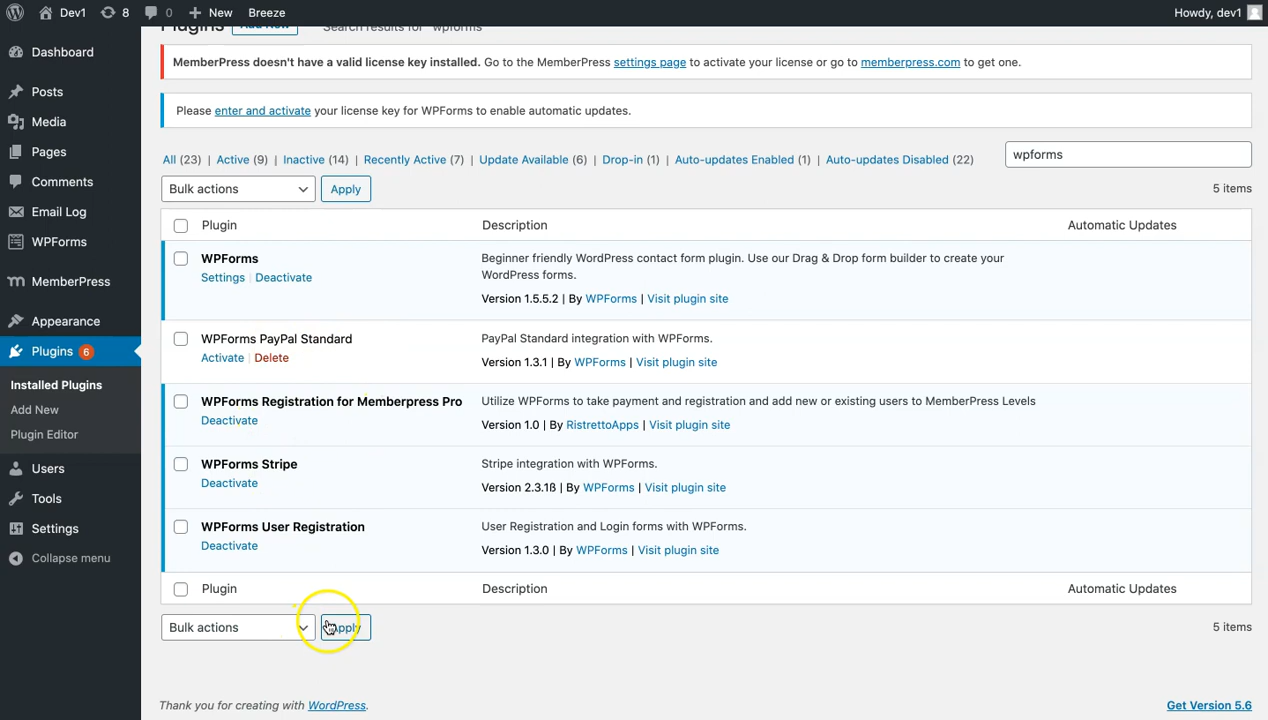 Dev1 8 0 New Breeze Howdy, dev1
Plugins Add New Search results for "wpforms"
Dashboard
Posts
Media
Pages
Comments
Email Log
WPForms
MemberPress
Appearance
Plugins 6
Installed Plugins
Add New
Plugin Editor
Users
Tools
Settings
Collapse menu
MemberPress doesn't have a valid license key installed. Go to the MemberPress settings page to activate your license or go to memberpress.com to get one.
Please enter and activate your license key for WPForms to enable automatic updates.
All (23) | Active (9) | Inactive (14) | Recently Active (7) | Update Available (6) | Drop-in (1) | Auto-updates Enabled (1) | Auto-updates Disabled (22)
wpforms
Bulk actions Apply 5 items
Plugin Description Automatic Updates
WPForms
Settings | Deactivate
Beginner friendly WordPress contact form plugin. Use our Drag & Drop form builder to create your
WordPress forms.
Version 1.5.5.2 | By WPForms | Visit plugin site
WPForms PayPal Standard
Activate | Delete
PayPal Standard integration with WPForms.
Version 1.3.1 | By WPForms | Visit plugin site
WPForms Registration for Memberpress Pro
Deactivate
Utilize WPForms to take payment and registration and add new or existing users to MemberPress Levels
Version 1.0 | By RistrettoApps | Visit plugin site
WPForms Stripe
Deactivate
Stripe integration with WPForms.
Version 2.3.1ß | By WPForms | Visit plugin site
WPForms User Registration
Deactivate
User Registration and Login forms with WPForms.
Version 1.3.0 | By WPForms | Visit plugin site
Plugin Description Automatic Updates
Bulk actions Apply 5 items
Thank you for creating with WordPress. Get Version 5.6